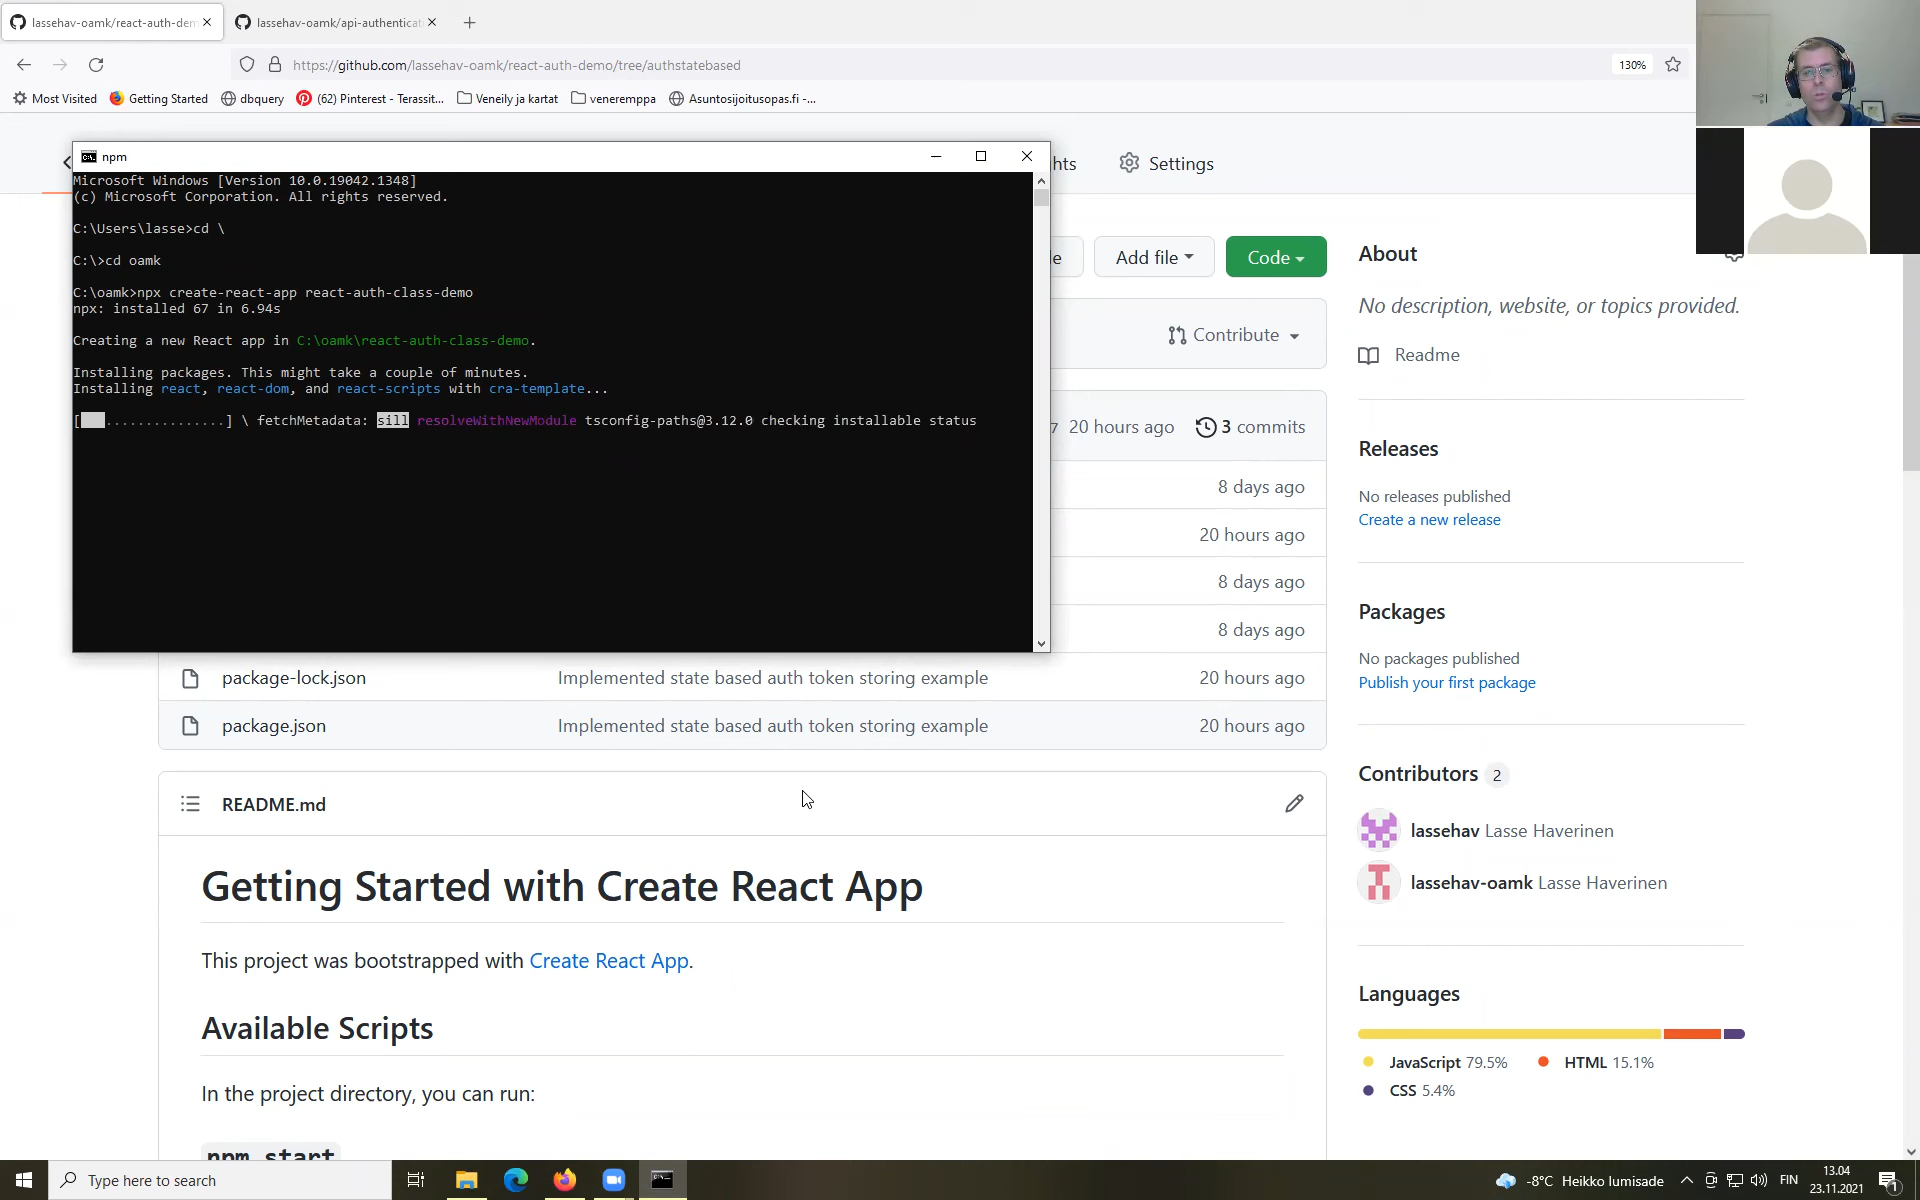 lassehav-oamk/react-auth-dem
lassehav-oamk/api-authenticat
https://github.com/lassehav-oamk/react-auth-demo/tree/authstatebased
130%
Most Visited
Getting Started
dbquery
(62) Pinterest - Terassit...
Veneily ja kartat
veneremppa
Asuntosijoitusopas.fi -...
npm
Microsoft Windows [Version 10.0.19042.1348]
(c) Microsoft Corporation. All rights reserved.
C:\Users\lasse>cd \
C:\>cd oamk
C:\oamk>npx create-react-app react-auth-class-demo
npx: installed 67 in 6.94s
Creating a new React app in C:\oamk\react-auth-class-demo.
Installing packages. This might take a couple of minutes.
Installing react, react-dom, and react-scripts with cra-template...
[  ...............] \ fetchMetadata: sill resolveWithNewModule tsconfig-paths@3.12.0 checking installable status
hts
Settings
le
Add file
Code
Contribute
7 20 hours ago
3 commits
8 days ago
20 hours ago
8 days ago
8 days ago
package-lock.json
Implemented state based auth token storing example
20 hours ago
package.json
Implemented state based auth token storing example
20 hours ago
README.md
Getting Started with Create React App
This project was bootstrapped with Create React App.
Available Scripts
In the project directory, you can run:
npm start
About
No description, website, or topics provided.
Readme
Releases
No releases published
Create a new release
Packages
No packages published
Publish your first package
Contributors 2
lassehav Lasse Haverinen
lassehav-oamk Lasse Haverinen
Languages
JavaScript 79.5%
HTML 15.1%
CSS 5.4%
Type here to search
-8°C Heikko lumisade
FIN
13.04
23.11.2021
1